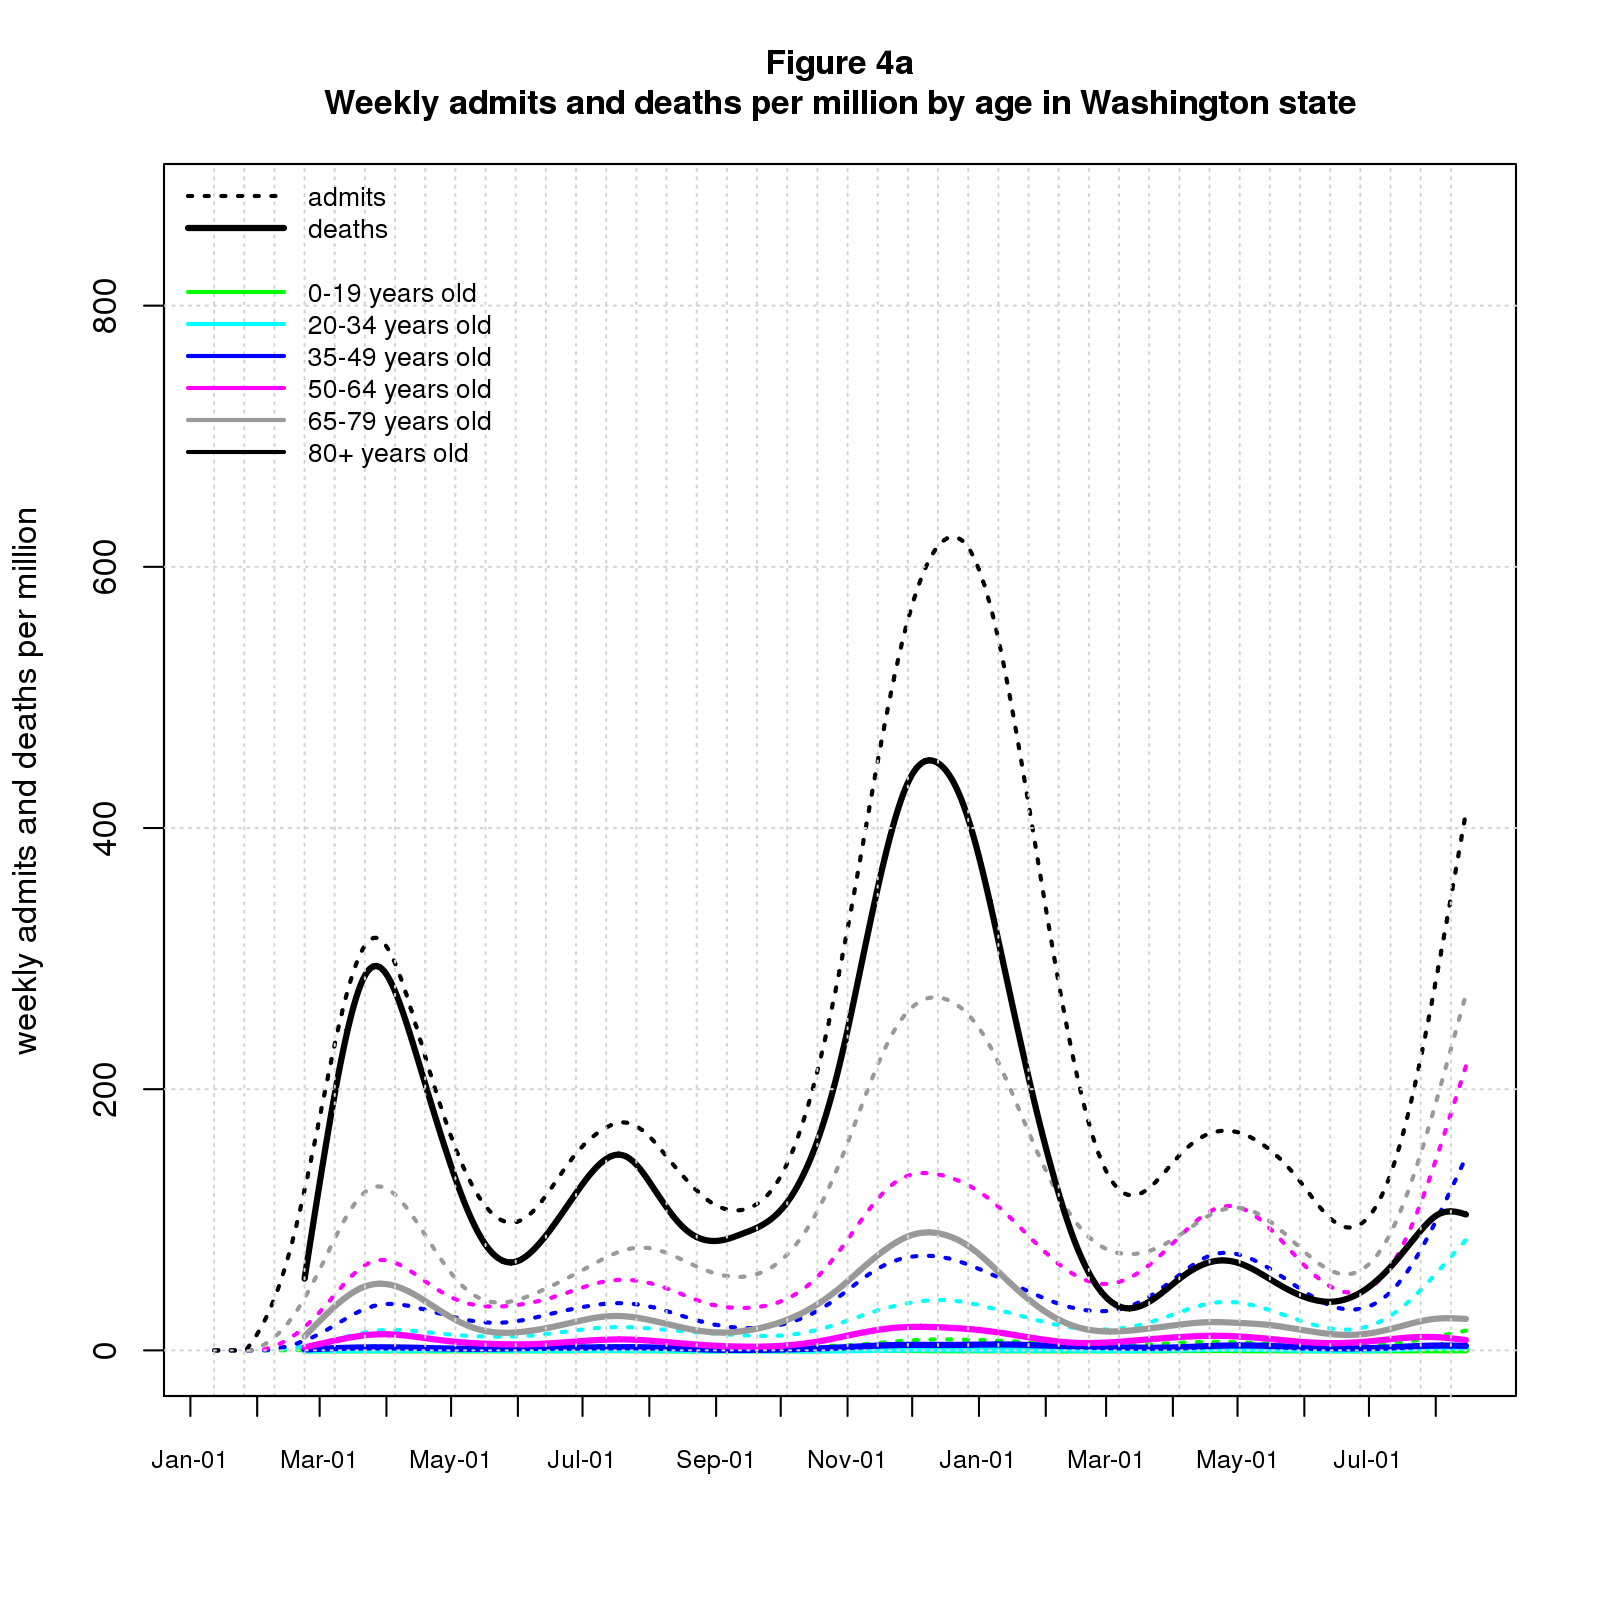 Figure 4a
Weekly admits and deaths per million by age in Washington state
admits
deaths
0-19 years old
20-34 years old
35-49 years old
50-64 years old
65-79 years old
80+ years old
weekly admits and deaths per million
800
600
400
200
0
Jan-01 Mar-01 May-01 Jul-01 Sep-01 Nov-01 Jan-01 Mar-01 May-01 Jul-01